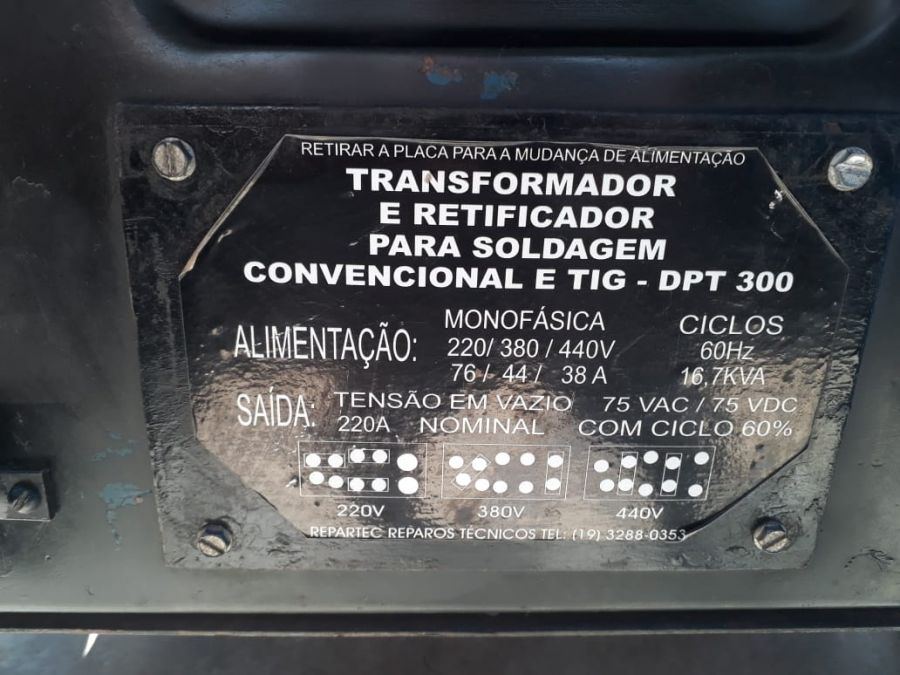 RETIRAR A PLACA PARA A MUDANÇA DE ALIMENTAÇÃO
TRANSFORMADOR
E RETIFICADOR
PARA SOLDAGEM
CONVENCIONAL E TIG - DPT 300
ALIMENTAÇÃO: MONOFÁSICA CICLOS
220/ 380 / 440V 60Hz
76 / 44 / 38 A 16,7KVA
SAÍDA: TENSÃO EM VAZIO 75 VAC / 75 VDC
220A NOMINAL COM CICLO 60%
220V 380V 440V
REPARTEC REPAROS TÉCNICOS TEL: (19) 3288-0353